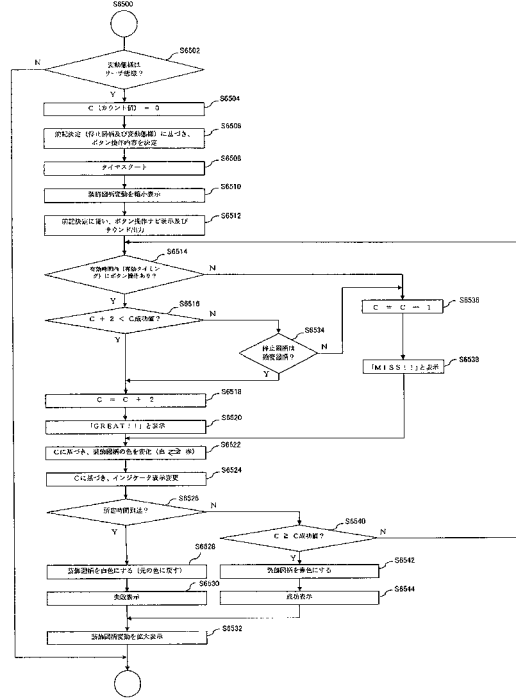 S6500
S6502
変動態様は
リーチ態様？
N
Y
S6504
C（カウント値）＝０
S6506
前記決定（停止図柄及び変動態様）に基づき、
ボタン操作内容を決定
S6508
タイマスタート
S6510
装飾図柄変動を縮小表示
S6512
前記決定に従い、ボタン操作ナビ表示及び
サウンド出力
S6514
有効時間内（有効タイミン
グ）にボタン操作あり？
N
Y
S6516
C＋2＜C成功値？
N
Y
S6534
停止図柄は
N
Y
S6536
C＝C－1
S6538
「MISS！！」と表示
S6518
C＝C＋2
S6520
「GREAT！！」と表示
S6522
Cに基づき、装飾図柄の色を変化
S6524
Cに基づき、インジケータ表示変更
S6526
所定時間到達？
N
Y
S6540
C≧C成功値？
N
Y
S6528
装飾図柄を白色にする（元の色に戻す）
S6530
失敗表示
S6542
装飾図柄を赤色にする
S6544
成功表示
S6532
装飾図柄変動を拡大表示